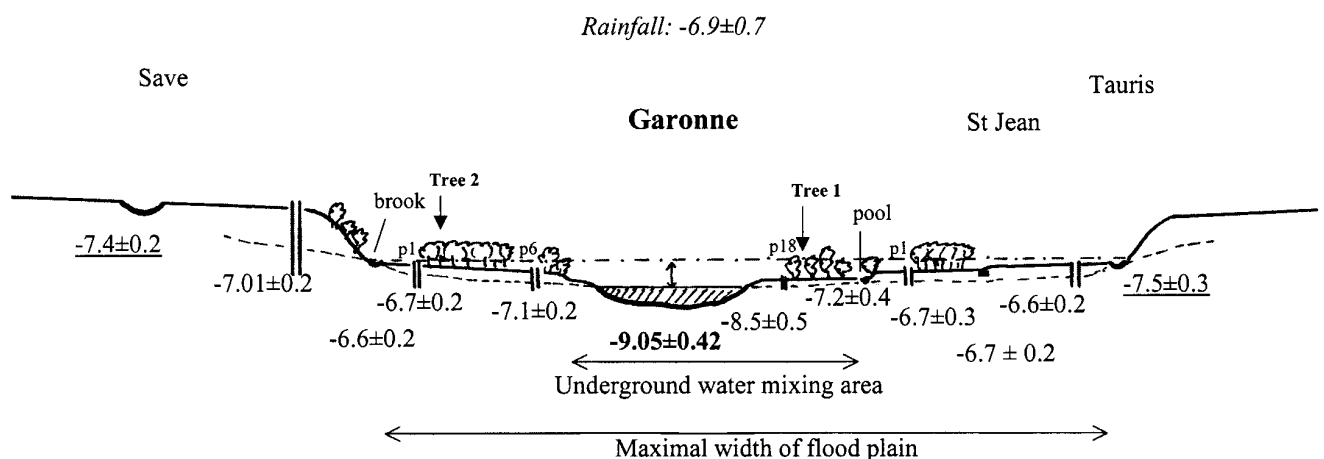 Rainfall: -6.9±0.7
Save
Tauris
Garonne
St Jean
Tree 2
Tree 1
brook
pool
p1
p6
p18
p1
-7.4±0.2
-7.01±0.2
-6.7±0.2
-7.1±0.2
-8.5±0.5
-7.2±0.4
-6.7±0.3
-6.6±0.2
-7.5±0.3
-6.6±0.2
-9.05±0.42
-6.7 ± 0.2
Underground water mixing area
Maximal width of flood plain